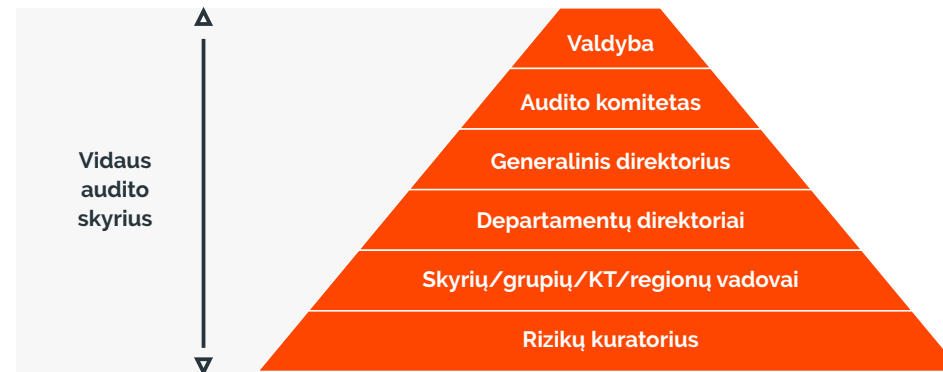 Vidaus
audito
skyrius
Valdyba
Audito komitetas
Generalinis direktorius
Departamentų direktoriai
Skyrių/grupių/KT/regionų vadovai
Rizikų kuratorius